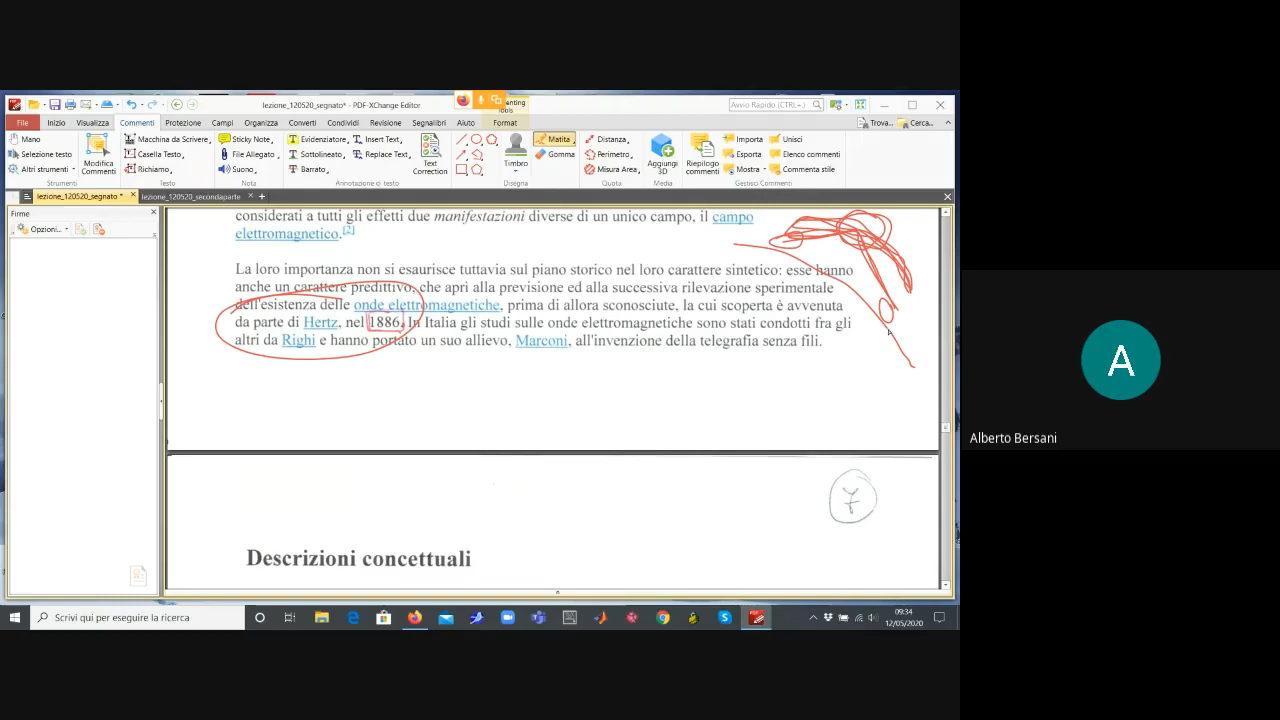 lezione_120520_segnato* - PDF-XChange Editor
enting
Tools
Avvio Rapido (CTRL+.)
File Inizio Visualizza Commenti Protezione Campi Organizza Converti Condividi Revisione Segnalibri Aiuto Format Trova... Cerca...
Mano
Selezione testo
Altri strumenti
Strumenti
Modifica
Commenti
Macchina da Scrivere
Casella Testo
Richiamo
Testo
Sticky Note
File Allegato
Suono
Nota
Evidenziatore
Sottolineato
Barrato
Insert Text
Replace Text
Text
Correction
Annotazione di testo
Timbro
Matita
Gomma
Disegna
Distanza
Perimetro
Misura Area
Quota
Aggiungi
3D
Media
Riepilogo
commenti
Importa
Esporta
Mostra
Unisci
Elenco commenti
Commenta stile
Gestisci Commenti
lezione_120520_segnato * lezione_120520_secondaparte
Firme
Opzioni...
considerati a tutti gli effetti due manifestazioni diverse di un unico campo, il campo
elettromagnetico.[2]
La loro importanza non si esaurisce tuttavia sul piano storico nel loro carattere sintetico: esse hanno
anche un carattere predittivo, che aprì alla previsione ed alla successiva rilevazione sperimentale
dell'esistenza delle onde elettromagnetiche, prima di allora sconosciute, la cui scoperta è avvenuta
da parte di Hertz, nel 1886. In Italia gli studi sulle onde elettromagnetiche sono stati condotti fra gli
altri da Righi e hanno portato un suo allievo, Marconi, all'invenzione della telegrafia senza fili.
7
Descrizioni concettuali
A
Alberto Bersani
Scrivi qui per eseguire la ricerca
09:34
12/05/2020